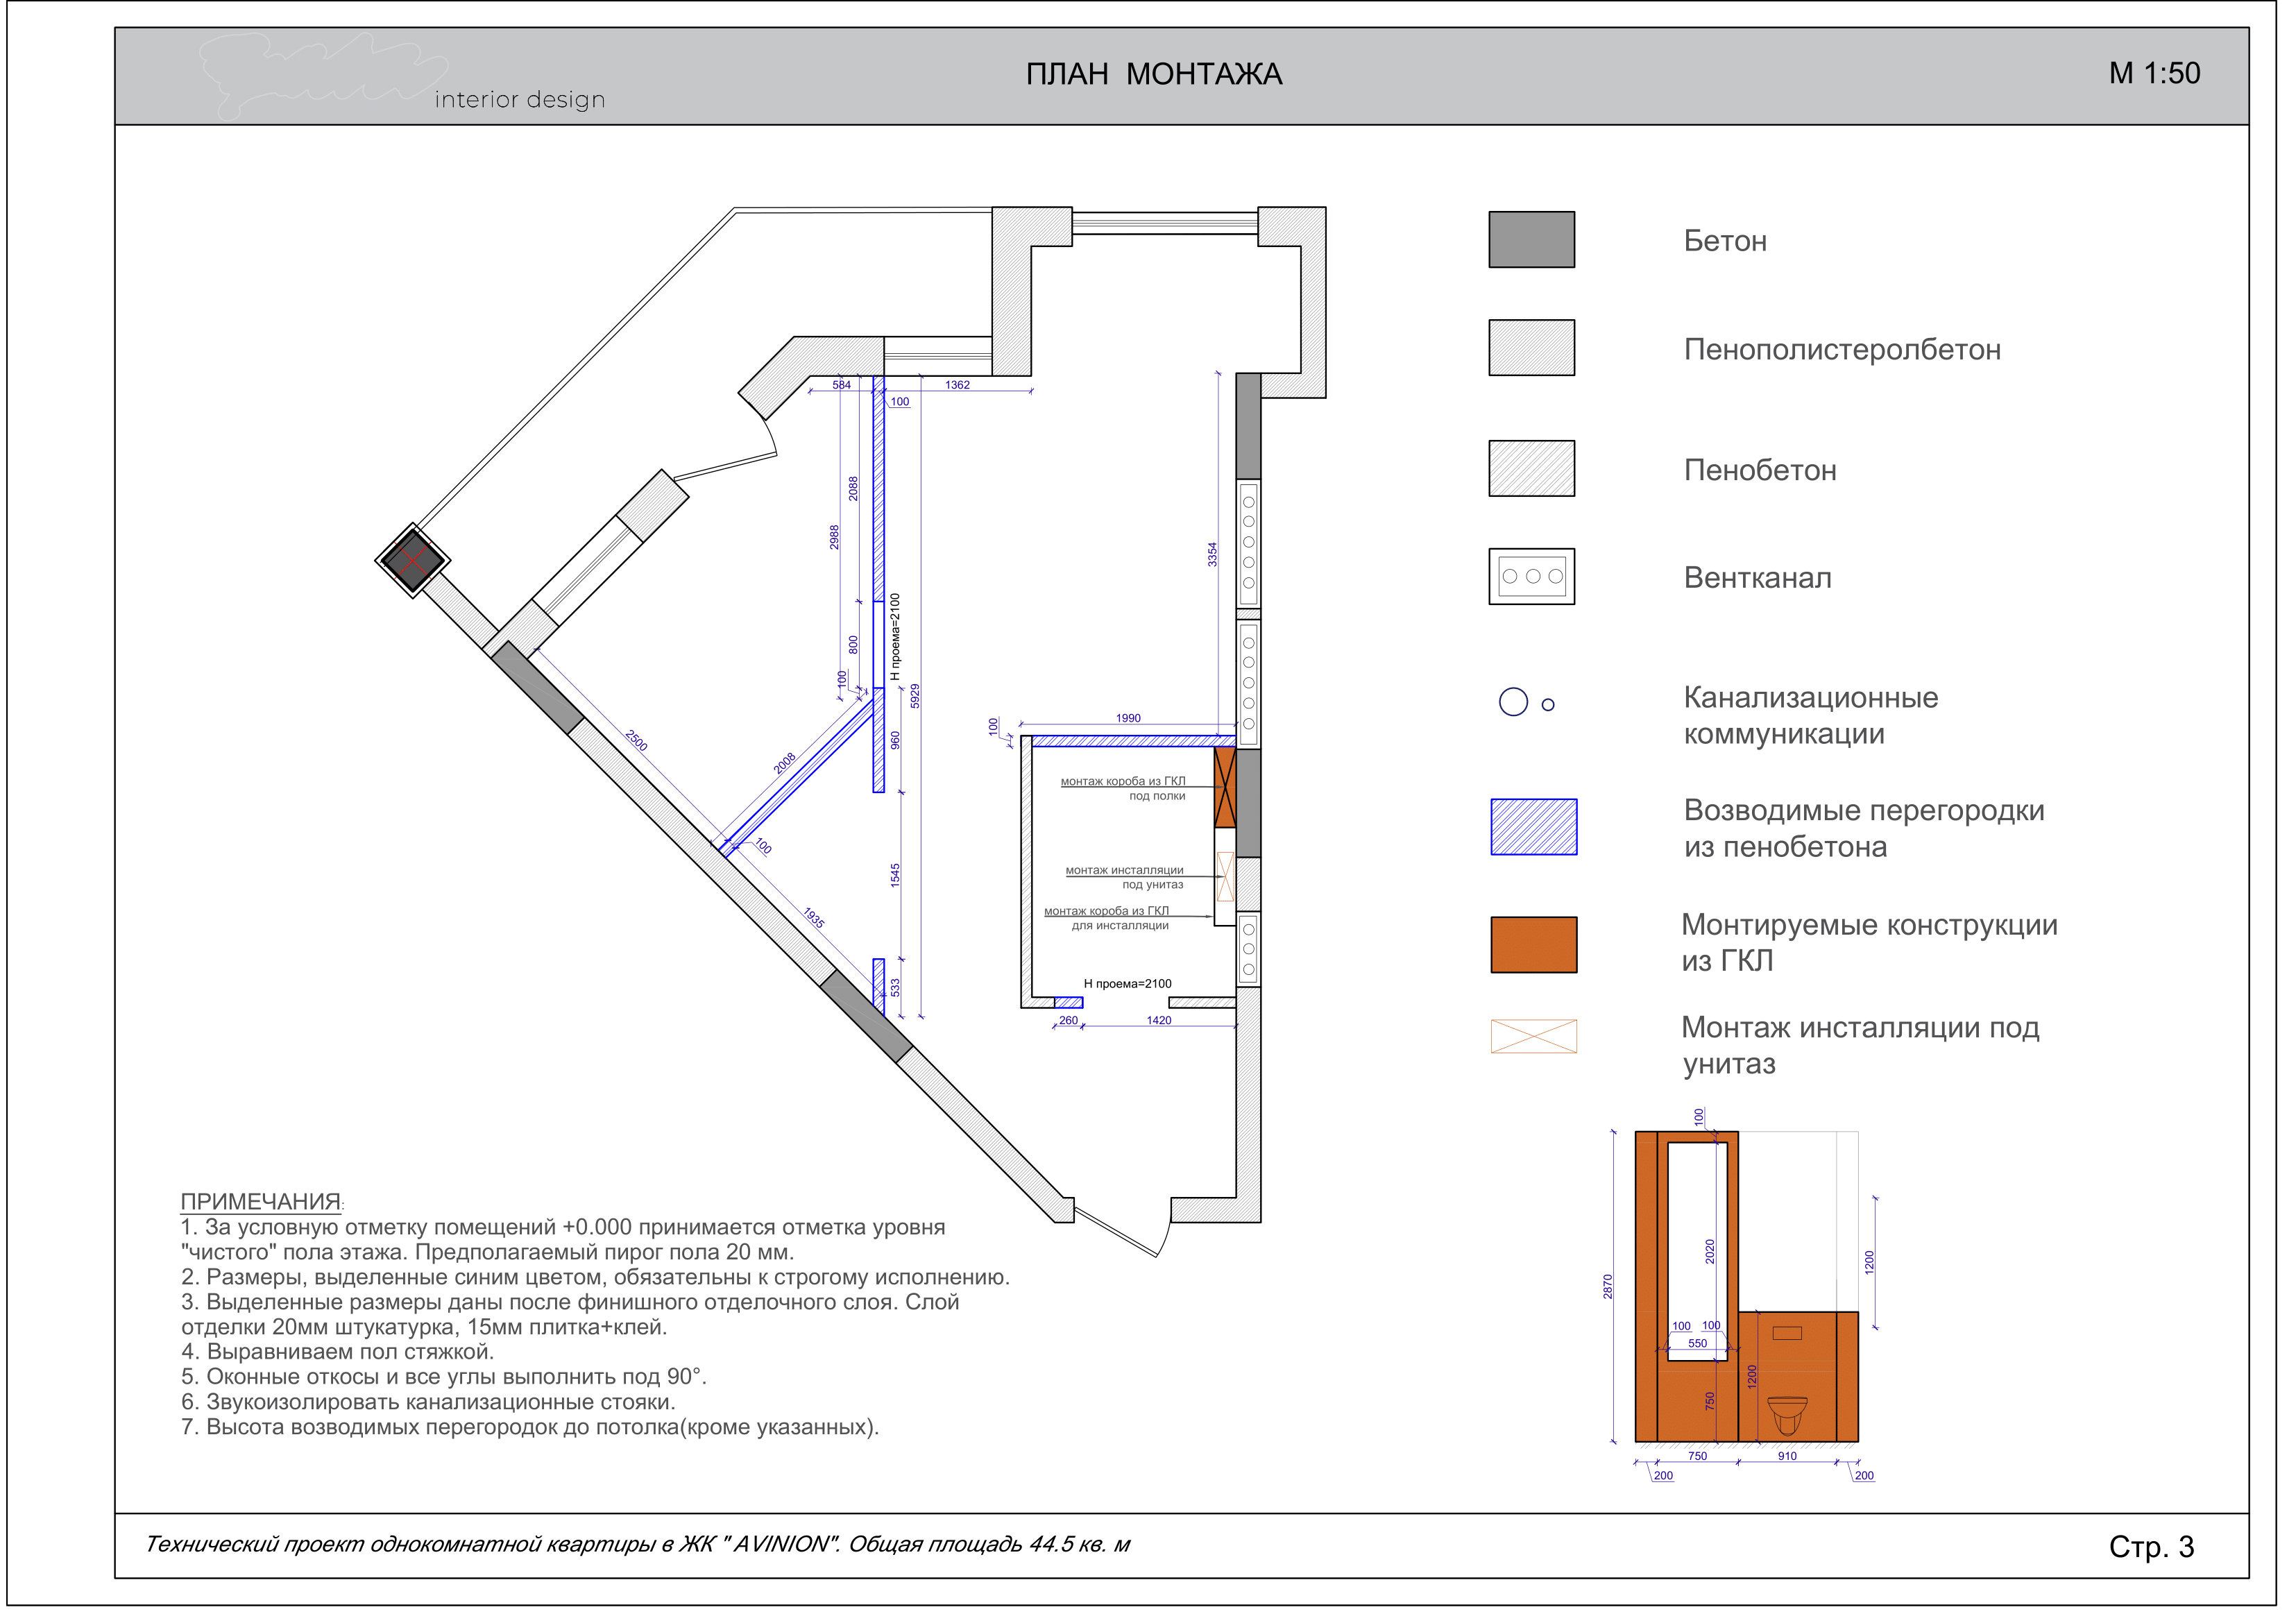 interior design
ПЛАН МОНТАЖА
М 1:50
584
1362
100
2088
2988
3354
Н проема=2100
800
100
5929
1990
100
960
2500
2008
монтаж короба из ГКЛ
под полки
100
1545
монтаж инсталляции
под унитаз
1935
монтаж короба из ГКЛ
для инсталляции
533
Н проема=2100
260
1420
Бетон
Пенополистеролбетон
Пенобетон
Вентканал
Канализационные
коммуникации
Возводимые перегородки
из пенобетона
Монтируемые конструкции
из ГКЛ
Монтаж инсталляции под
унитаз
100
2870
2020
1200
100
100
550
1200
750
750
910
200
200
ПРИМЕЧАНИЯ:
1. За условную отметку помещений +0.000 принимается отметка уровня
"чистого" пола этажа. Предполагаемый пирог пола 20 мм.
2. Размеры, выделенные синим цветом, обязательны к строгому исполнению.
3. Выделенные размеры даны после финишного отделочного слоя. Слой
отделки 20мм штукатурка, 15мм плитка+клей.
4. Выравниваем пол стяжкой.
5. Оконные откосы и все углы выполнить под 90°.
6. Звукоизолировать канализационные стояки.
7. Высота возводимых перегородок до потолка(кроме указанных).
Технический проект однокомнатной квартиры в ЖК " AVINION". Общая площадь 44.5 кв. м
Стр. 3